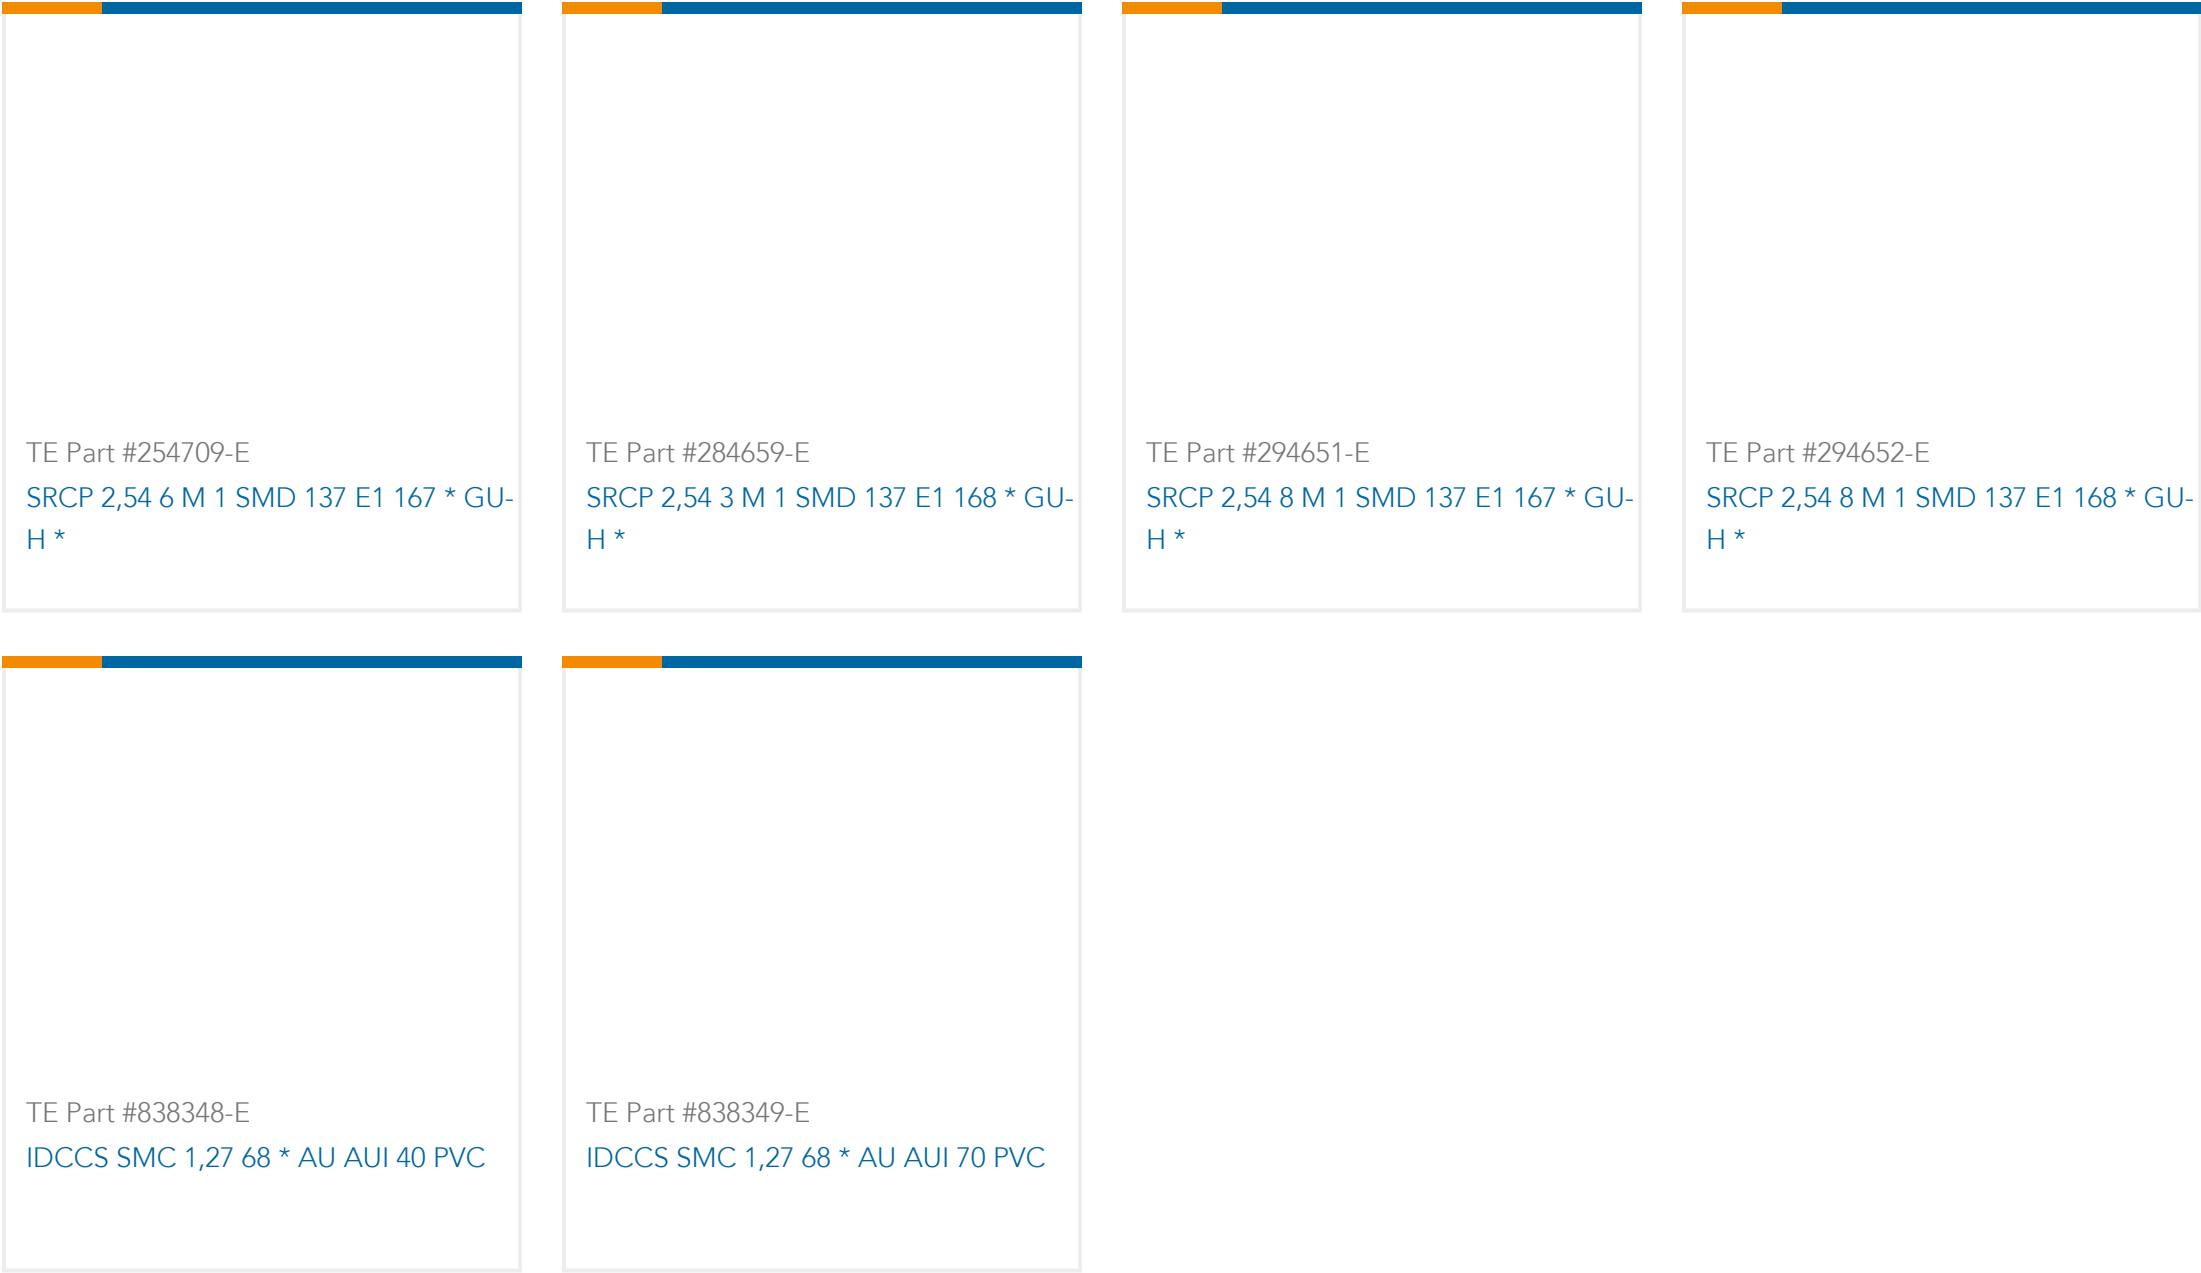 TE Part #254709-E
SRCP 2,54 6 M 1 SMD 137 E1 167 * GU-
H *
TE Part #284659-E
SRCP 2,54 3 M 1 SMD 137 E1 168 * GU-
H *
TE Part #294651-E
SRCP 2,54 8 M 1 SMD 137 E1 167 * GU-
H *
TE Part #294652-E
SRCP 2,54 8 M 1 SMD 137 E1 168 * GU-
H *
TE Part #838348-E
IDCCS SMC 1,27 68 * AU AUI 40 PVC
TE Part #838349-E
IDCCS SMC 1,27 68 * AU AUI 70 PVC